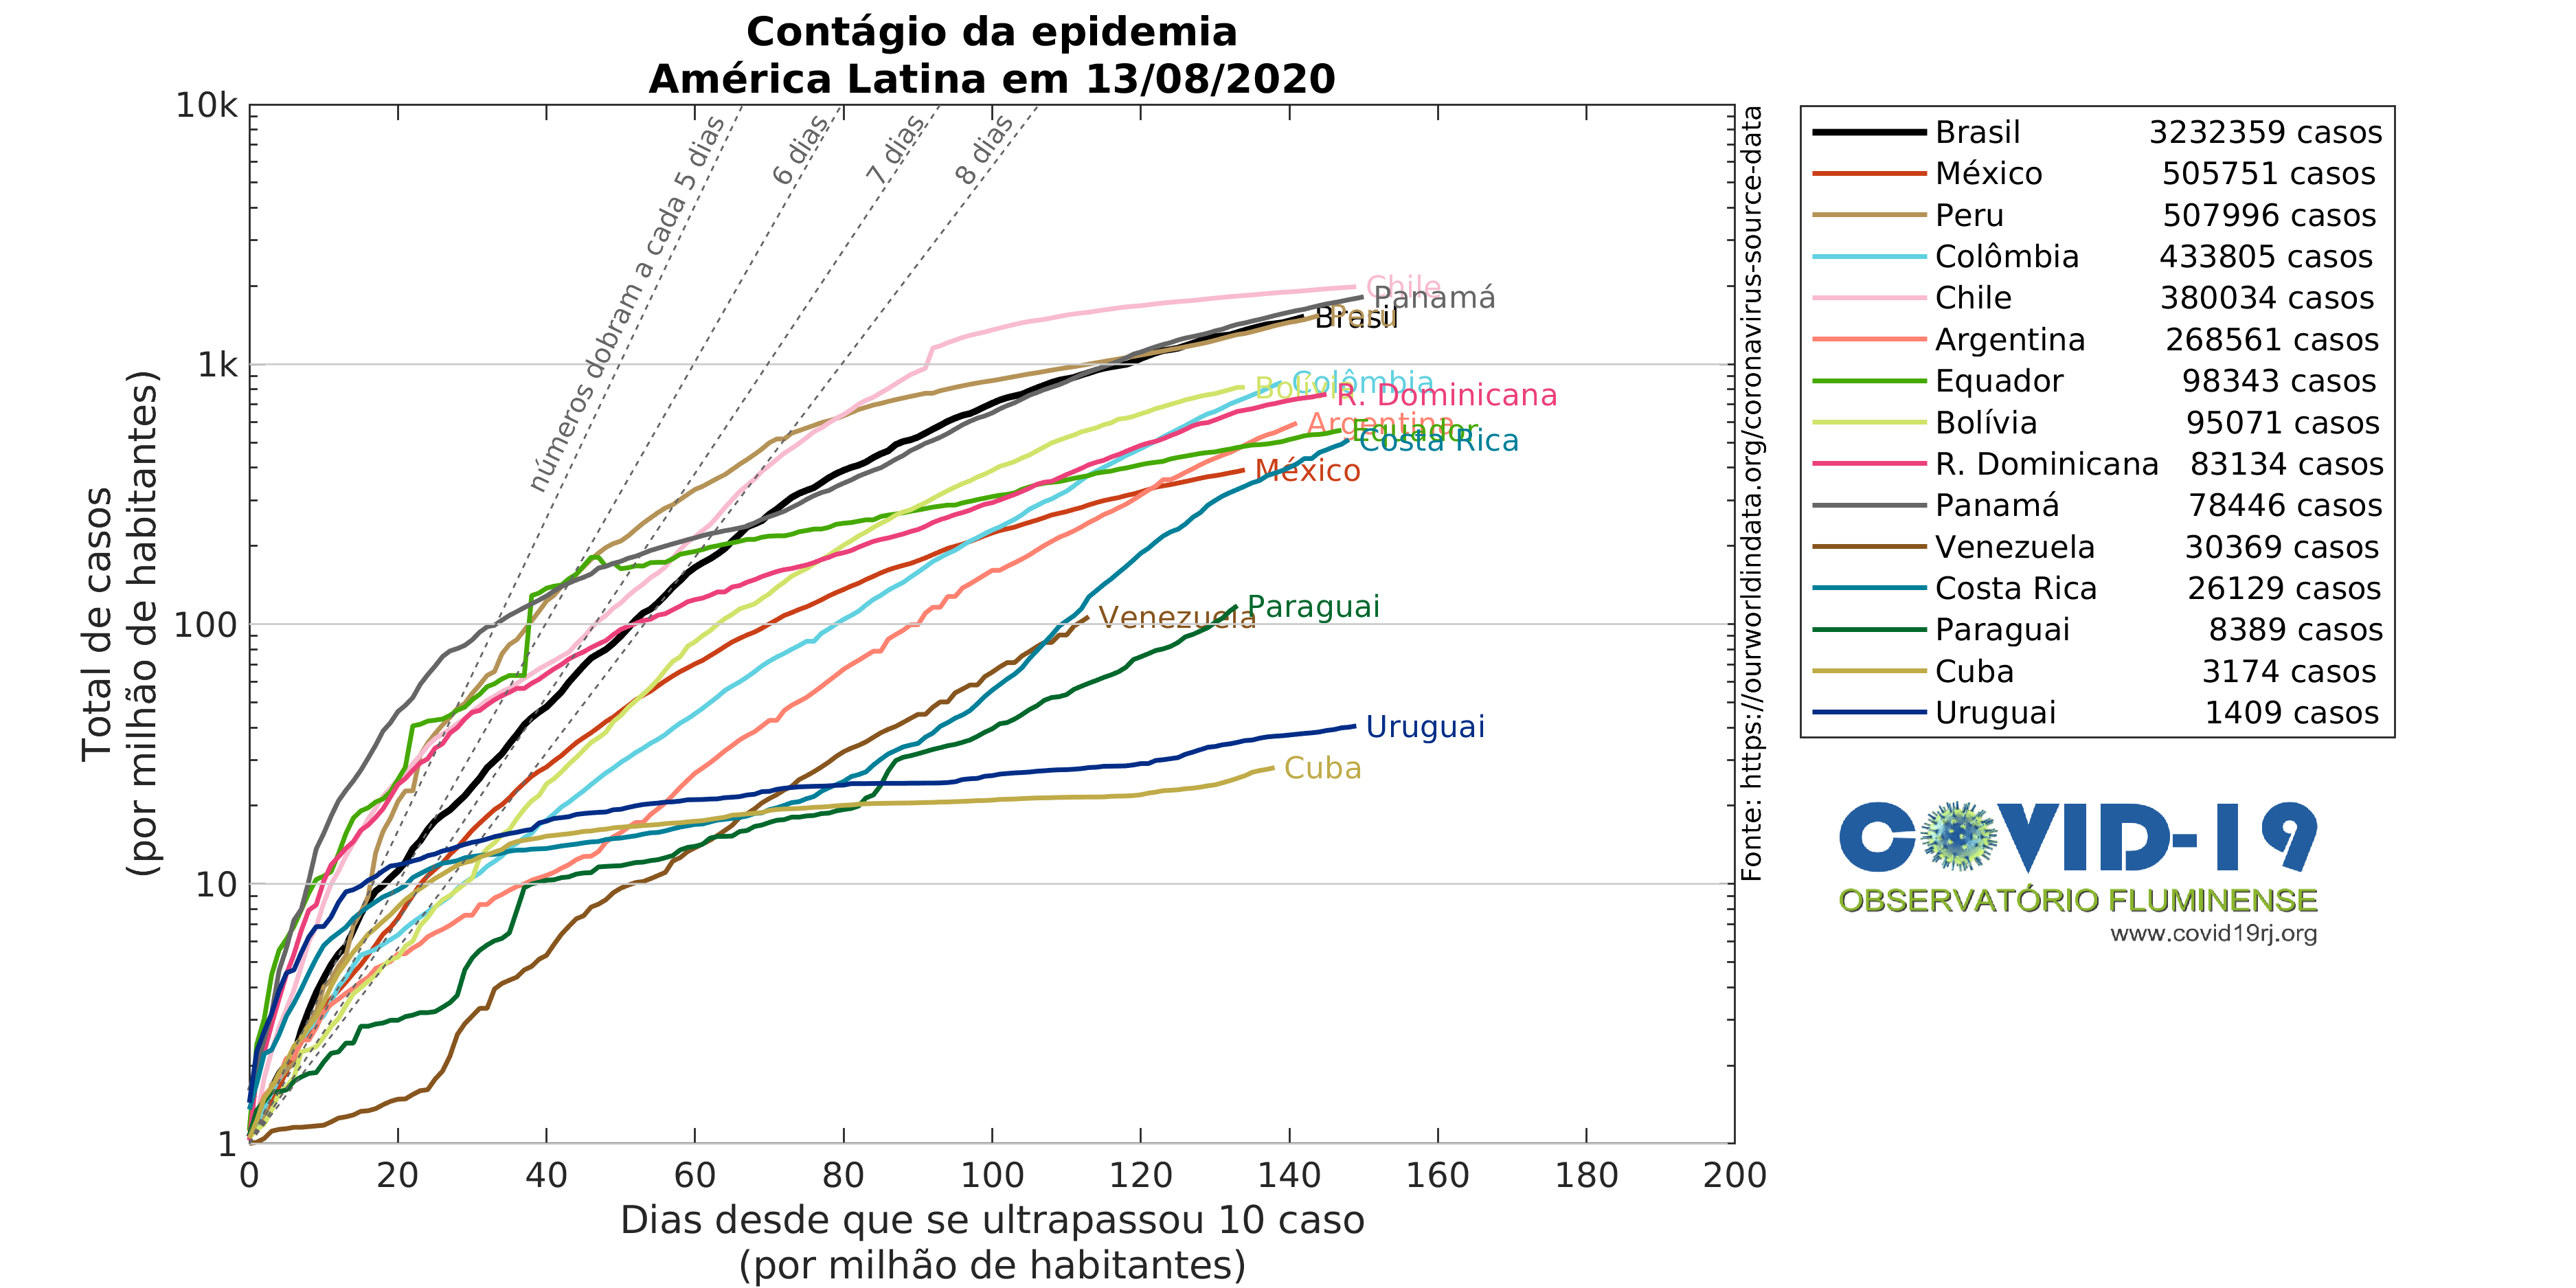 Contágio da epidemia
América Latina em 13/08/2020
Total de casos
(por milhão de habitantes)
10k
1k
100
10
1
0 20 40 60 80 100 120 140 160 180 200
Dias desde que se ultrapassou 10 caso
(por milhão de habitantes)
números dobram a cada 5 dias
6 dias
7 dias
8 dias
Chile
Panamá
Brasil
Peru
Colômbia
Bolívia
R. Dominicana
Argentina
Equador
Costa Rica
México
Paraguai
Venezuela
Uruguai
Cuba
Fonte: https://ourworldindata.org/coronavirus-source-data
Brasil 3232359 casos
México 505751 casos
Peru 507996 casos
Colômbia 433805 casos
Chile 380034 casos
Argentina 268561 casos
Equador 98343 casos
Bolívia 95071 casos
R. Dominicana 83134 casos
Panamá 78446 casos
Venezuela 30369 casos
Costa Rica 26129 casos
Paraguai 8389 casos
Cuba 3174 casos
Uruguai 1409 casos
COVID-19
OBSERVATÓRIO FLUMINENSE
www.covid19rj.org